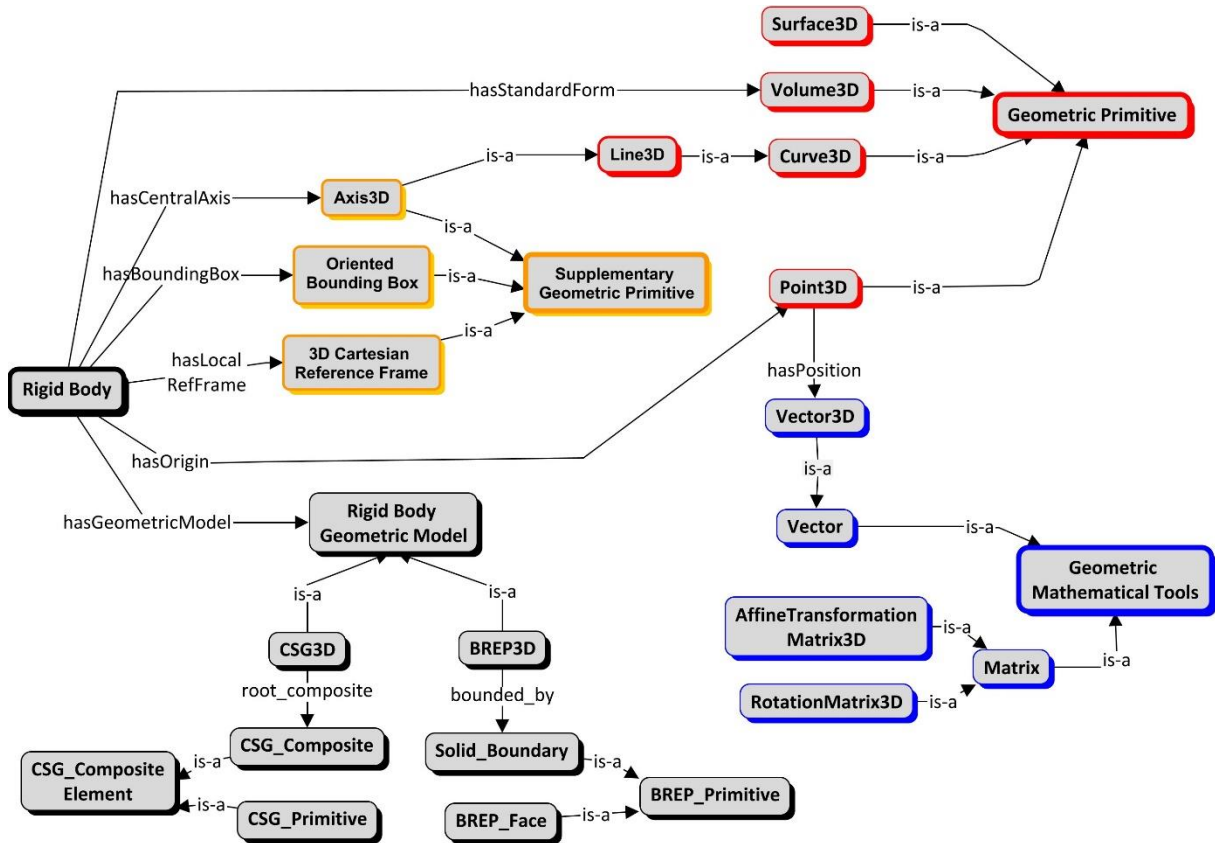 Surface3D
is-a
hasStandardForm
Volume3D
is-a
Geometric Primitive
is-a
Line3D
is-a
Curve3D
is-a
hasCentralAxis
Axis3D
is-a
hasBoundingBox
Oriented
Bounding Box
is-a
Supplementary
Geometric Primitive
Point3D
is-a
is-a
hasLocal
RefFrame
3D Cartesian
Reference Frame
Rigid Body
hasPosition
Vector3D
hasOrigin
is-a
hasGeometricModel
Rigid Body
Geometric Model
Vector
is-a
Geometric
Mathematical Tools
is-a
is-a
AffineTransformation
Matrix3D
is-a
CSG3D
BREP3D
Matrix
is-a
root_composite
bounded_by
RotationMatrix3D
is-a
CSG_Composite
Solid_Boundary
is-a
is-a
CSG_Composite
Element
BREP_Primitive
is-a
CSG_Primitive
BREP_Face
is-a